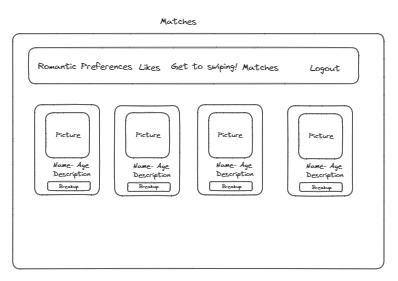 Matches
Romantic Preferences Likes Get to swiping! Matches Logout
Picture Picture Picture Picture
Name- Age Name- Age Name- Age Name- Age
Description Description Description Description
Breakup Breakup Breakup Breakup